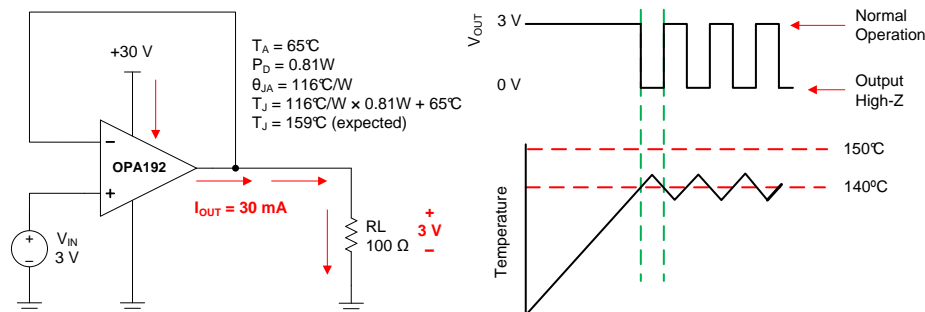 +30 V
T_A = 65℃
P_D = 0.81W
θ_JA = 116℃/W
T_J = 116℃/W × 0.81W + 65℃
T_J = 159℃ (expected)
−
OPA192
+
I_OUT = 30 mA
+
−
V_IN
3 V
RL
100 Ω
+
3 V
−
V_OUT
3 V
0 V
Normal
Operation
Output
High-Z
Temperature
150℃
140ºC